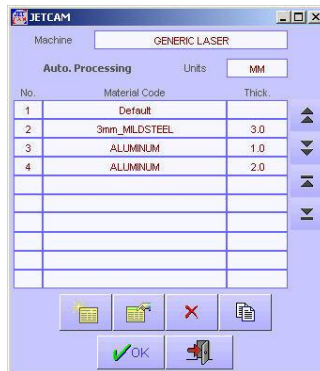 JETCAM
Machine GENERIC LASER
Auto. Processing Units MM
No. Material Code Thick.
1 Default
2 3mm_MILDSTEEL 3.0
3 ALUMINUM 1.0
4 ALUMINUM 2.0
OK